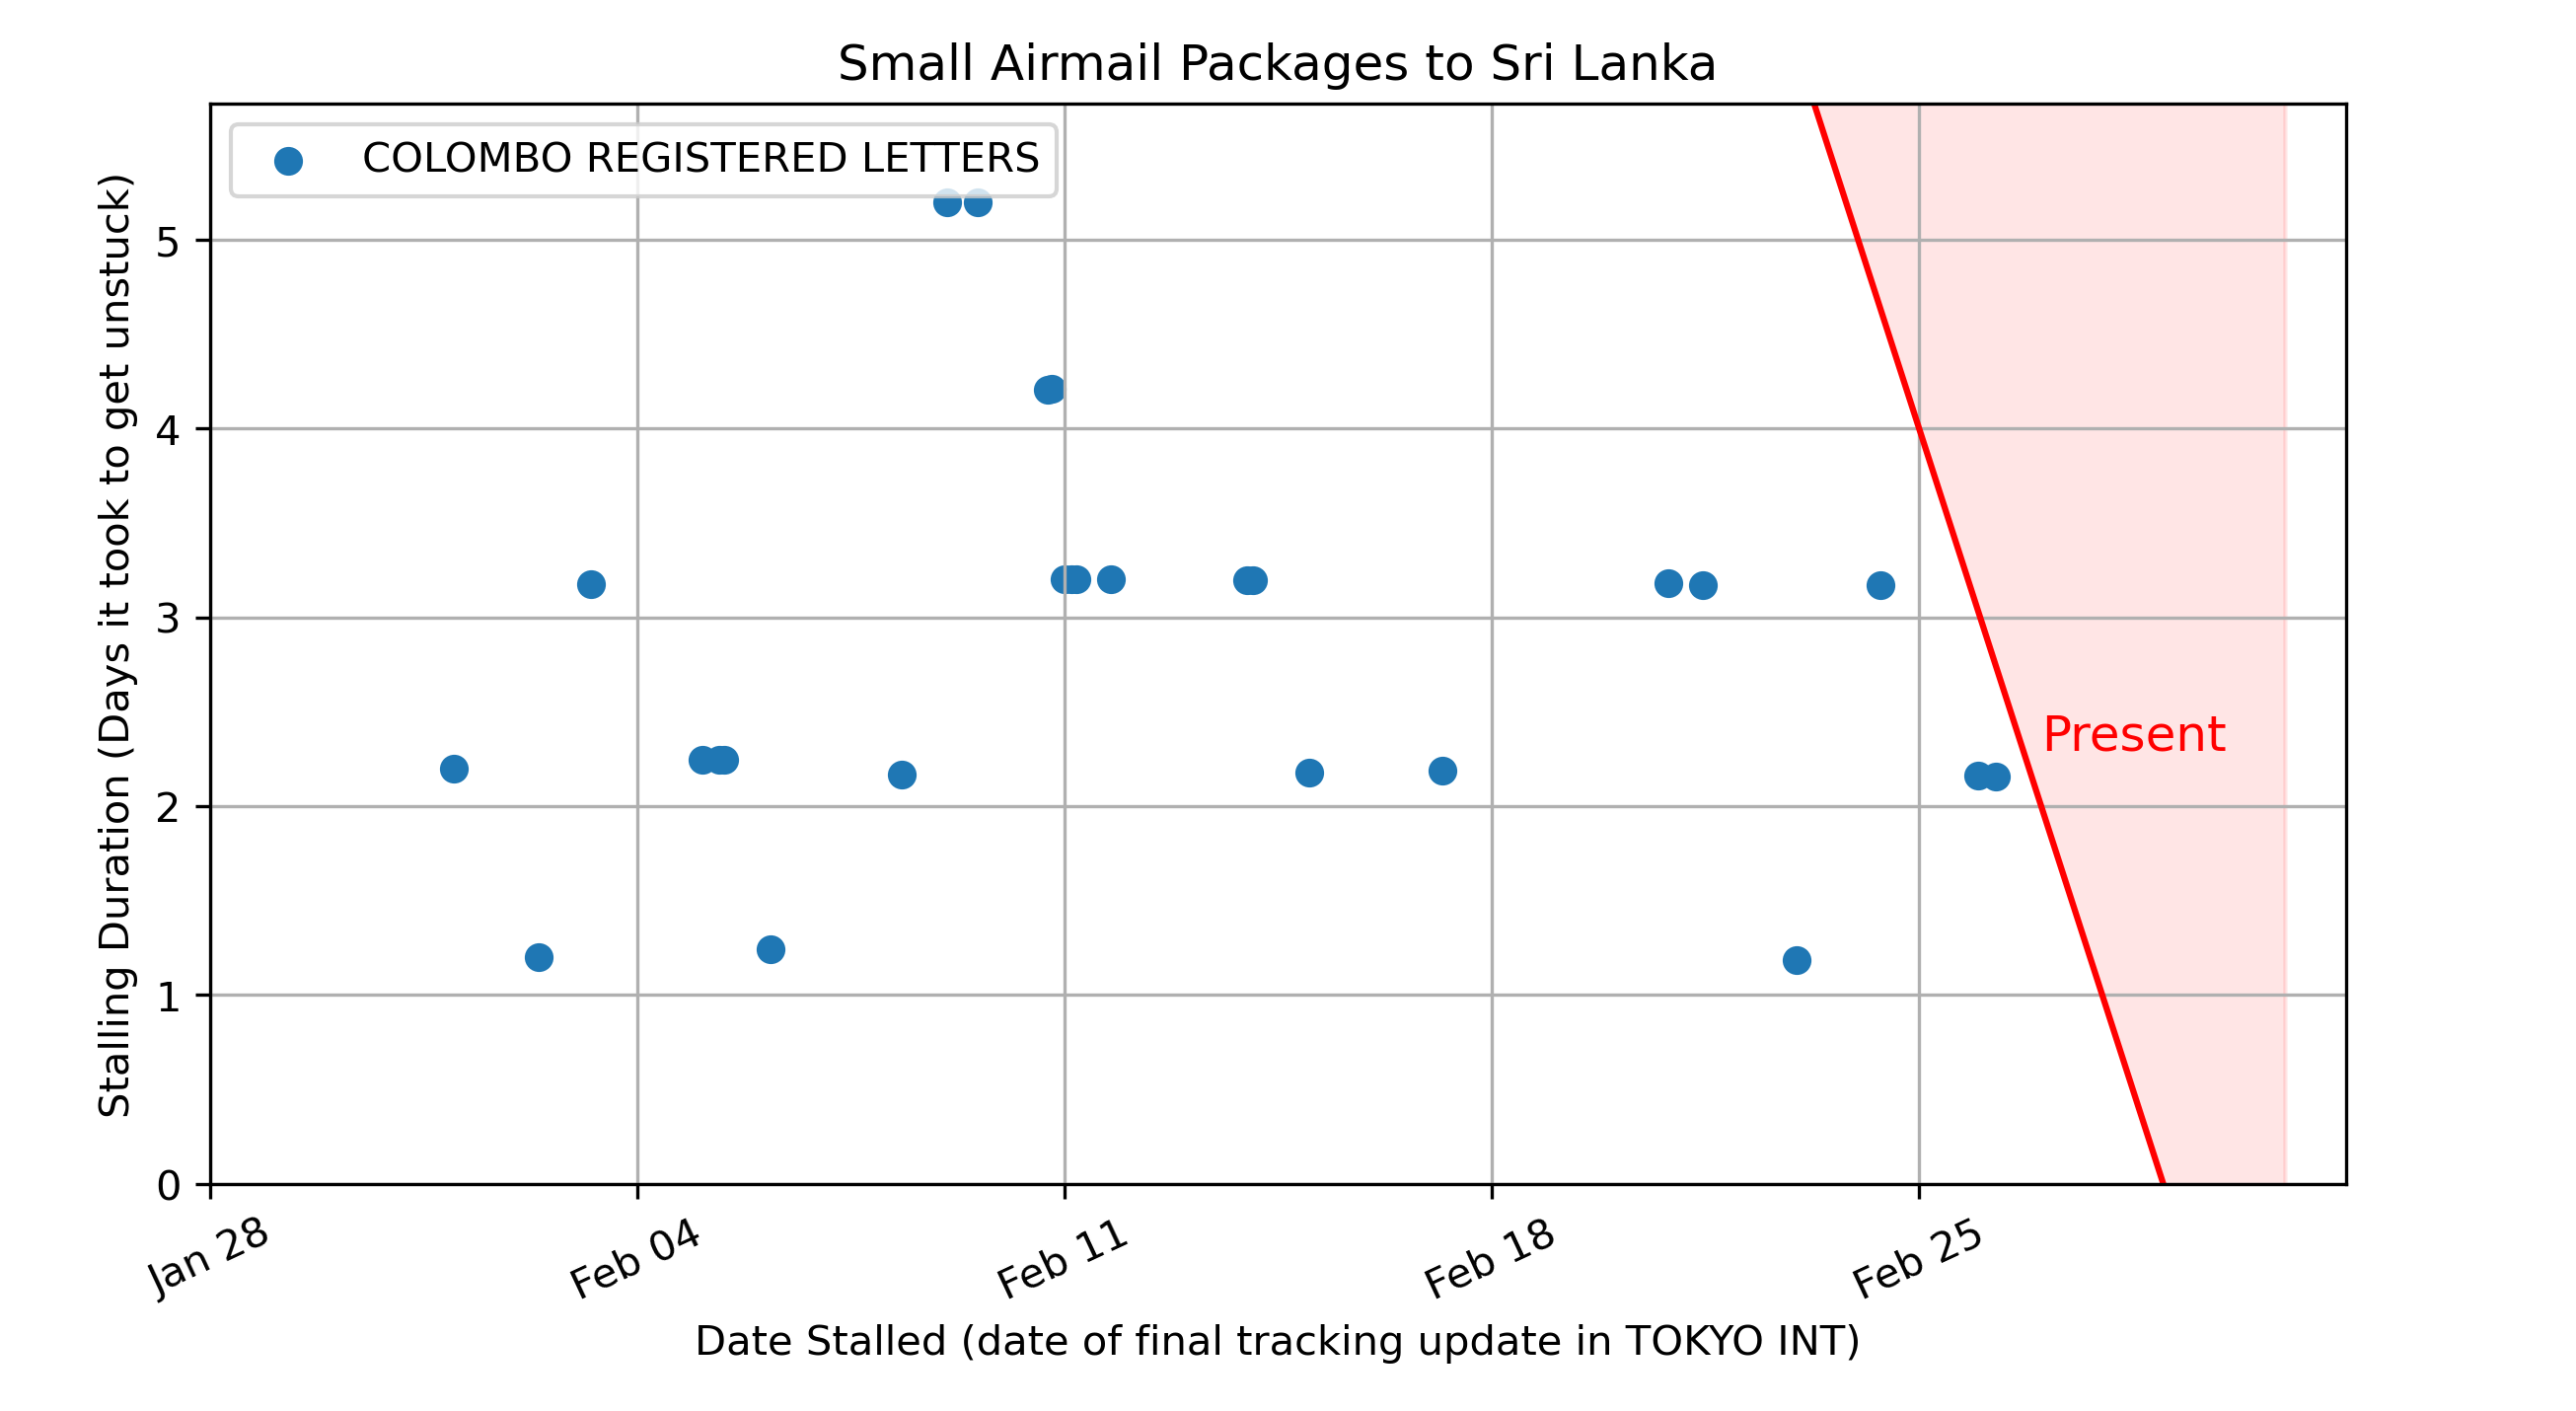 Small Airmail Packages to Sri Lanka
COLOMBO REGISTERED LETTERS
Stalling Duration (Days it took to get unstuck)
5
4
3
2
1
0
Present
Jan 28
Feb 04
Feb 11
Feb 18
Feb 25
Date Stalled (date of final tracking update in TOKYO INT)